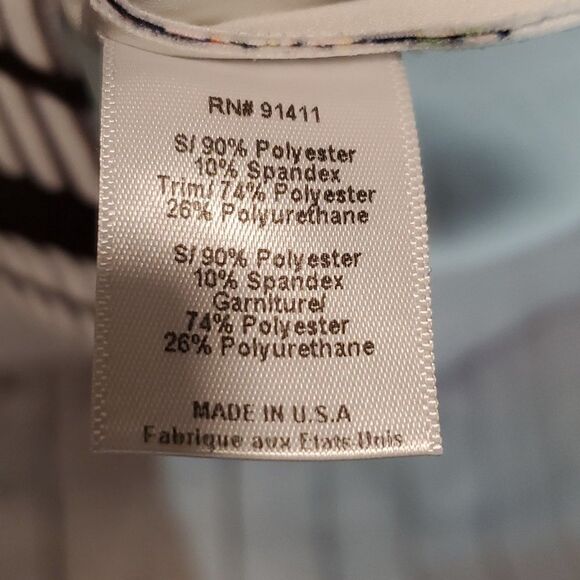 RN# 91411
S/ 90% Polyester
10% Spandex
Trim/ 74% Polyester
26% Polyurethane
S/ 90% Polyester
10% Spandex
Garniture/
74% Polyester
26% Polyurethane
MADE IN U.S.A
Fabrique aux Etats Unis